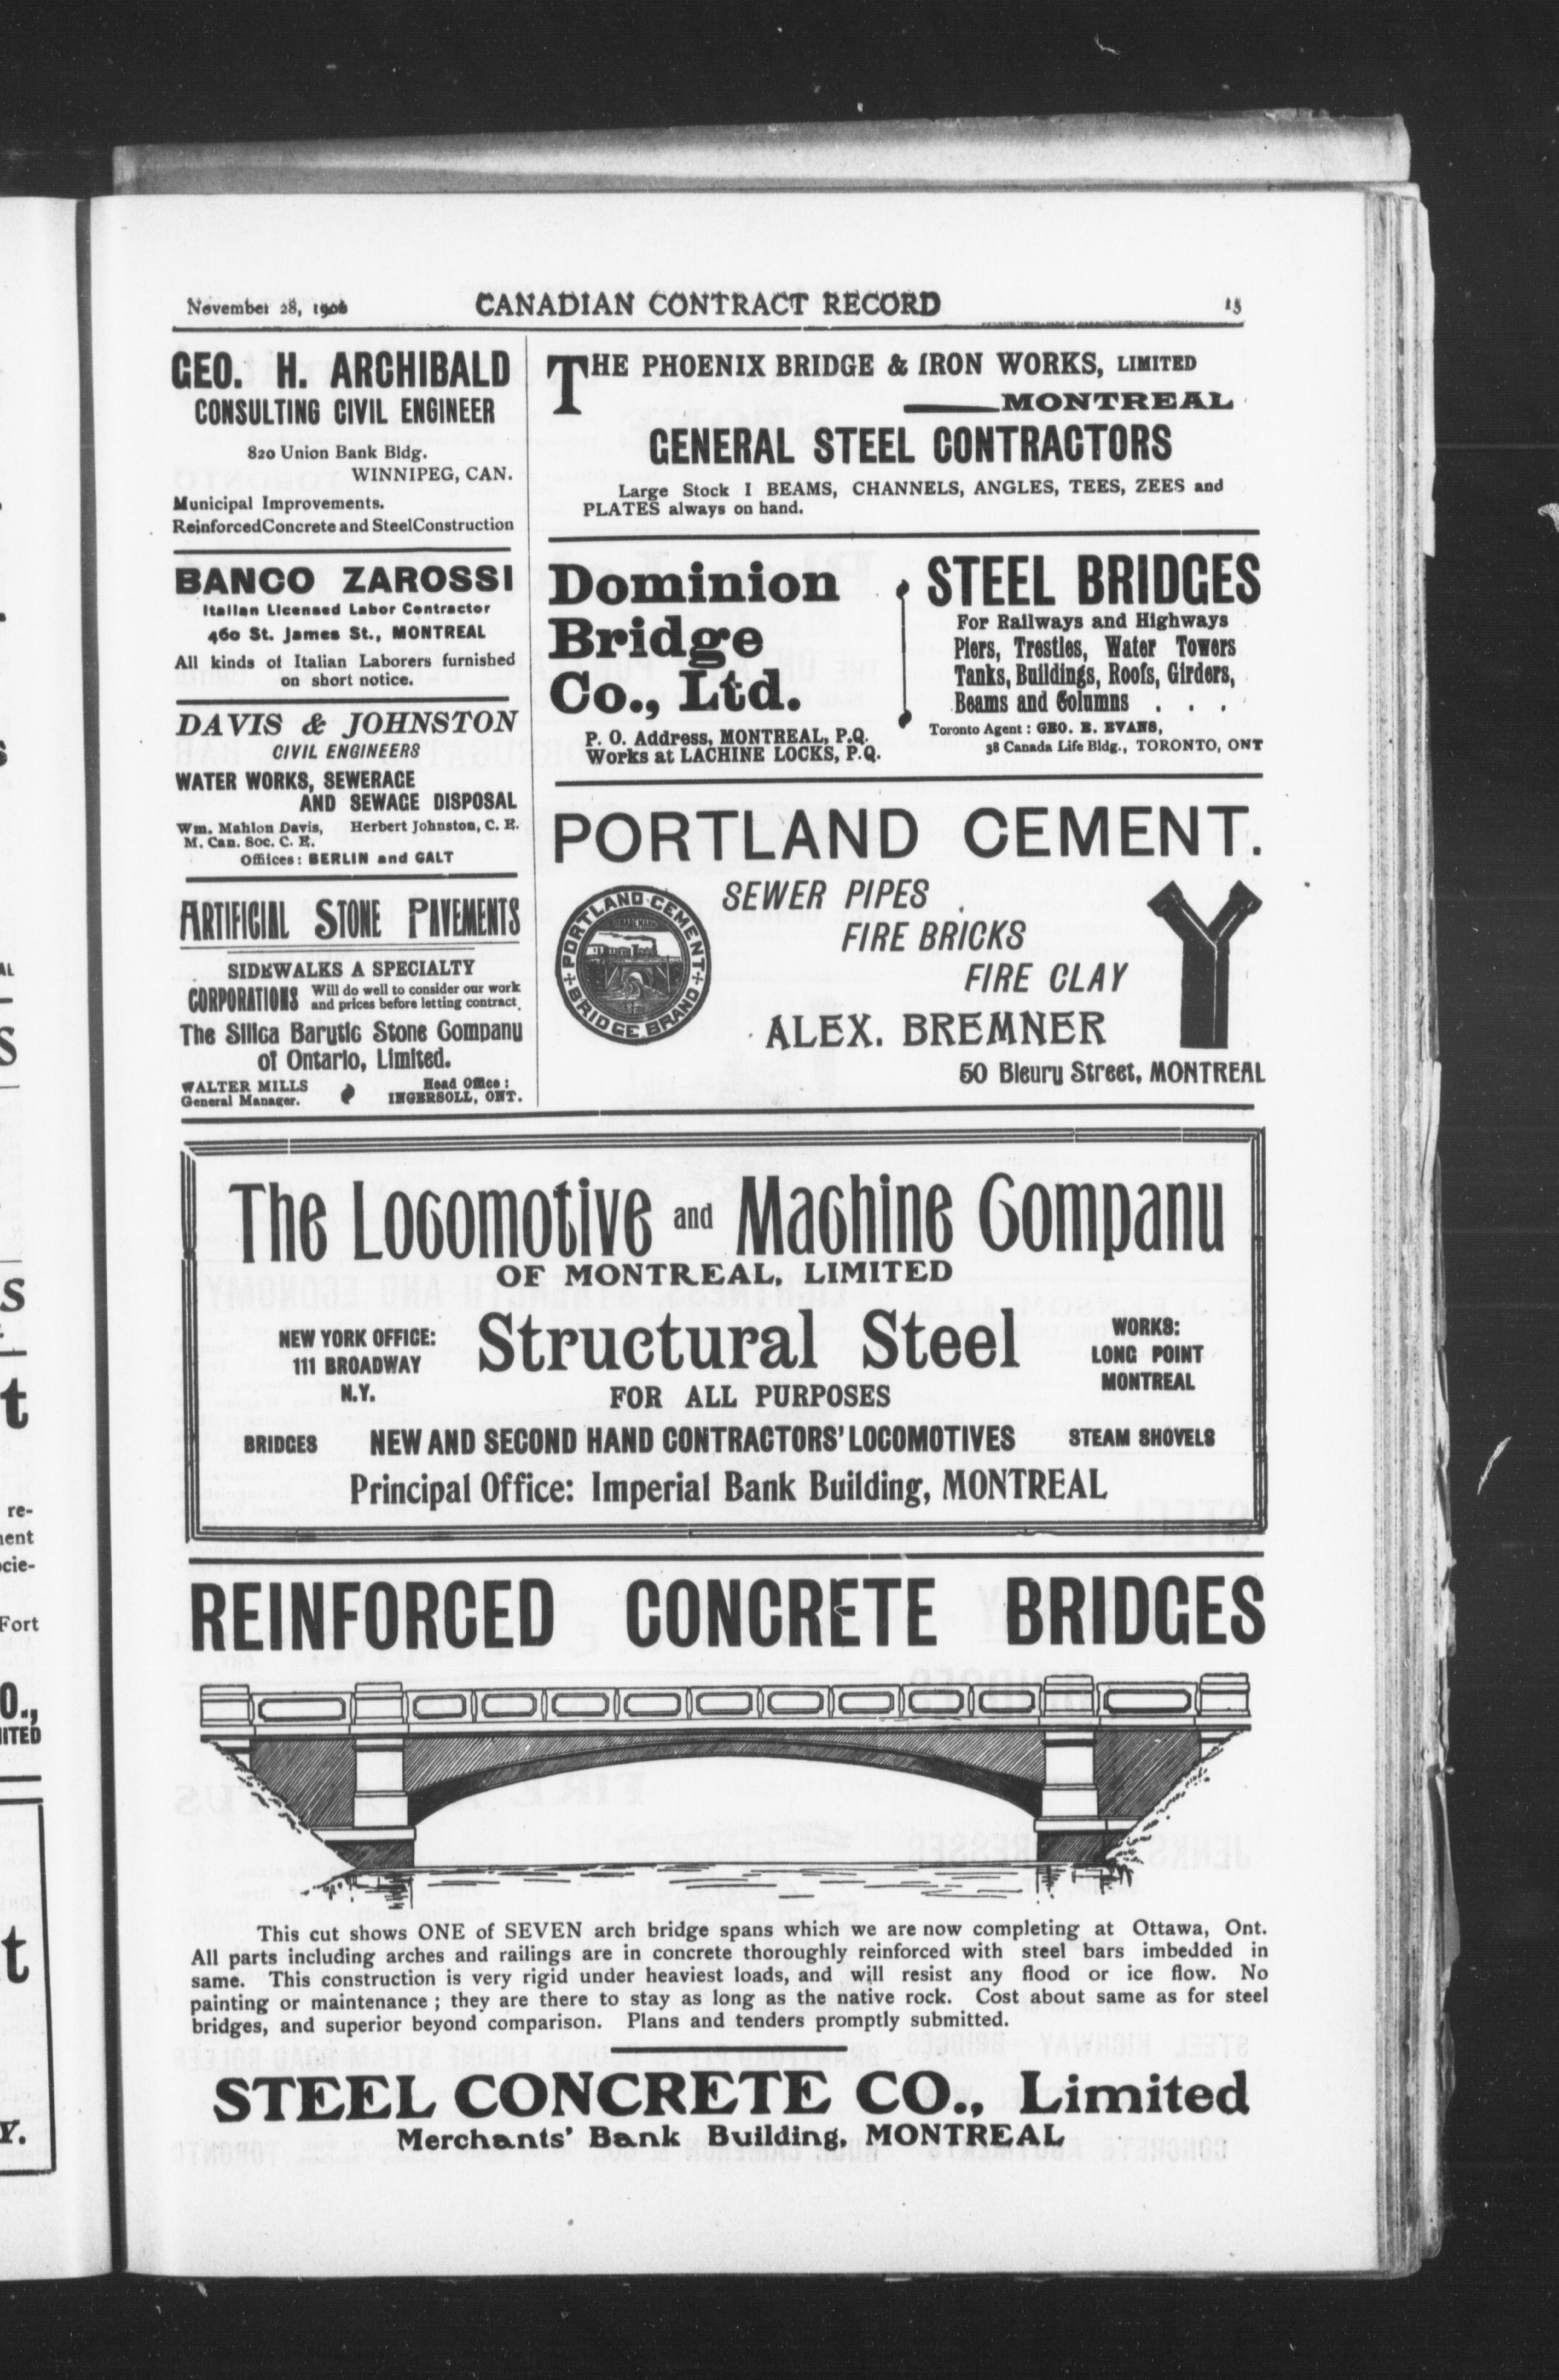 November 28, 1906 CANADIAN CONTRACT RECORD 15
GEO. H. ARCHIBALD
CONSULTING CIVIL ENGINEER
820 Union Bank Bldg.
WINNIPEG, CAN.
Municipal Improvements.
Reinforced Concrete and Steel Construction
BANCO ZAROSSI
Italian Licensed Labor Contractor
460 St. James St., MONTREAL
All kinds of Italian Laborers furnished
on short notice.
DAVIS & JOHNSTON
CIVIL ENGINEERS
WATER WORKS, SEWERAGE
AND SEWAGE DISPOSAL
Wm. Mahlon Davis, Herbert Johnston, C. E.
M. Can. Soc. C. E.
Offiices: BERLIN and GALT
ARTIFICIAL STONE PAVEMENTS
SIDEWALKS A SPECIALTY
CORPORATIONS Will do well to consider our work
and prices before letting contract.
The Silica Barytic Stone Company
of Ontario, Limited.
WALTER MILLS
General Manager.
Head Office:
INGERSOLL, ONT.
THE PHOENIX BRIDGE & IRON WORKS, LIMITED
MONTREAL
GENERAL STEEL CONTRACTORS
Large Stock I BEAMS, CHANNELS, ANGLES, TEES, ZEES and
PLATES always on hand.
Dominion
Bridge
Co., Ltd.
P. O. Address, MONTREAL, P.Q.
Works at LACHINE LOCKS, P.Q.
STEEL BRIDGES
For Railways and Highways
Piers, Trestles, Water Towers
Tanks, Buildings, Roofs, Girders,
Beams and Columns . . .
Toronto Agent: GEO. E. EVANS,
38 Canada Life Bldg., TORONTO, ONT
PORTLAND CEMENT.
PORTLAND CEMENT
BRIDGE BRAND
SEWER PIPES
FIRE BRICKS
FIRE CLAY
ALEX. BREMNER
50 Bleury Street, MONTREAL
The Locomotive and Machine Company
OF MONTREAL, LIMITED
NEW YORK OFFICE:
111 BROADWAY
N.Y.
Structural Steel
FOR ALL PURPOSES
WORKS:
LONG POINT
MONTREAL
BRIDGES NEW AND SECOND HAND CONTRACTORS' LOCOMOTIVES STEAM SHOVELS
Principal Office: Imperial Bank Building, MONTREAL
REINFORCED CONCRETE BRIDGES
This cut shows ONE of SEVEN arch bridge spans which we are now completing at Ottawa, Ont.
All parts including arches and railings are in concrete thoroughly reinforced with steel bars imbedded in
same. This construction is very rigid under heaviest loads, and will resist any flood or ice flow. No
painting or maintenance; they are there to stay as long as the native rock. Cost about same as for steel
bridges, and superior beyond comparison. Plans and tenders promptly submitted.
STEEL CONCRETE CO., Limited
Merchants' Bank Building, MONTREAL